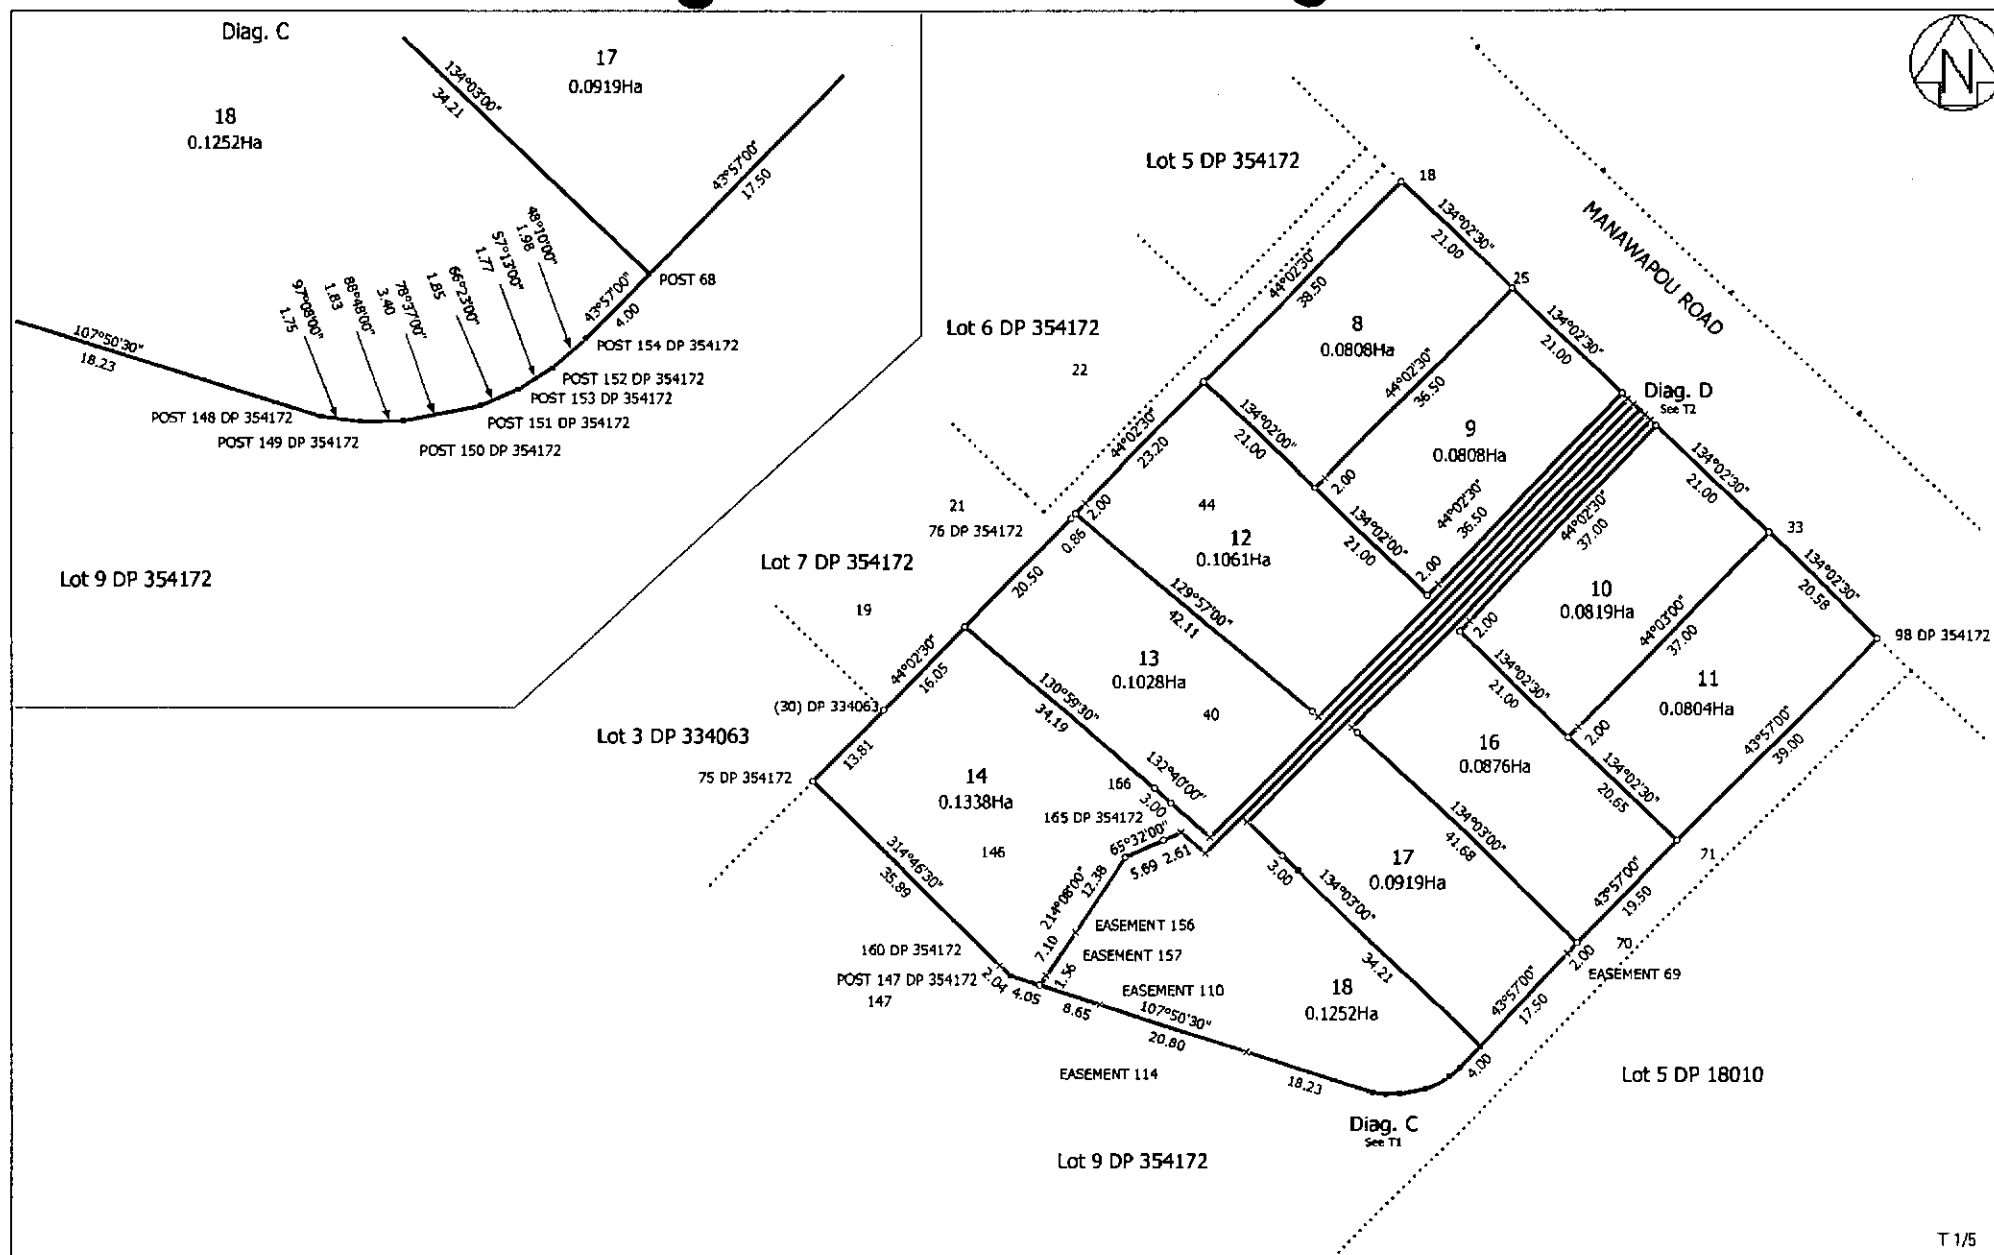 Diag. C
17
0.0919Ha
18
0.1252Ha
134°03'00"
34.21
43°57'00"
17.50
48°10'00"
1.98
57°13'00"
1.77
66°23'00"
1.85
78°37'00"
3.40
88°48'00"
1.83
97°08'00"
1.75
43°57'00"
4.00
107°50'30"
18.23
POST 68
POST 154 DP 354172
POST 152 DP 354172
POST 153 DP 354172
POST 151 DP 354172
POST 150 DP 354172
POST 148 DP 354172
POST 149 DP 354172
Lot 9 DP 354172
N
Lot 5 DP 354172
MANAWAPOU ROAD
18
134°02'30"
21.00
25
44°02'30"
38.50
8
0.0808Ha
134°02'30"
21.00
Lot 6 DP 354172
22
44°02'30"
36.50
Diag. D
See T2
9
0.0808Ha
134°02'00"
21.00
2.00
44°02'30"
23.20
134°02'30"
21.00
33
44°02'30"
36.50
44°02'30"
37.00
21
76 DP 354172
2.00
0.86
44
12
0.1061Ha
134°02'00"
21.00
2.00
134°02'30"
20.58
98 DP 354172
Lot 7 DP 354172
19
20.50
129°57'00"
42.11
10
0.0819Ha
44°03'00"
37.00
2.00
11
0.0804Ha
44°02'30"
16.05
13
0.1028Ha
134°02'30"
21.00
43°57'00"
39.00
(30) DP 334063
130°59'30"
34.19
40
2.00
Lot 3 DP 334063
13.81
16
0.0876Ha
134°02'30"
20.65
75 DP 354172
14
0.1338Ha
132°40'00"
166
3.00
165 DP 354172
65°32'00"
5.69
2.61
134°03'00"
41.68
146
314°46'30"
35.89
214°08'00"
12.38
3.00
17
0.0919Ha
134°03'00"
34.21
71
43°57'00"
19.50
EASEMENT 156
7.10
160 DP 354172
EASEMENT 157
1.56
70
2.00
EASEMENT 69
POST 147 DP 354172
147
2.04
4.05
EASEMENT 110
8.65
107°50'30"
20.80
18
0.1252Ha
43°57'00"
17.50
EASEMENT 114
18.23
4.00
Lot 5 DP 18010
Diag. C
See T1
Lot 9 DP 354172
T 1/5